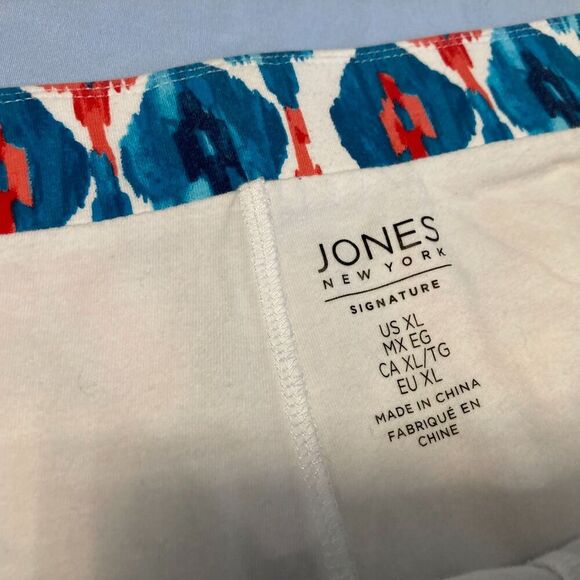 JONES
NEW YORK
SIGNATURE
US XL
MX EG
CA XL/TG
EU XL
MADE IN CHINA
FABRIQUÉ EN
CHINE